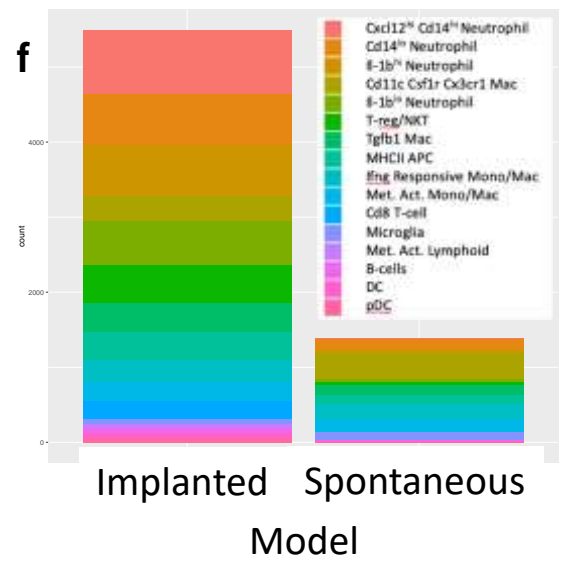 f
Cxcl12ʰⁱ Cd14ʰⁱ Neutrophil
Cd14ʰⁱ Neutrophil
Il-1bʰⁱ Neutrophil
Cd11c Csf1r Cx3cr1 Mac
Il-1bʰⁱ Neutrophil
T-reg/NKT
Tgfb1 Mac
MHCII APC
Ifng Responsive Mono/Mac
Met. Act. Mono/Mac
Cd8 T-cell
Microglia
Met. Act. Lymphoid
B-cells
DC
pDC
4000
count
2000
0
Implanted Spontaneous
Model